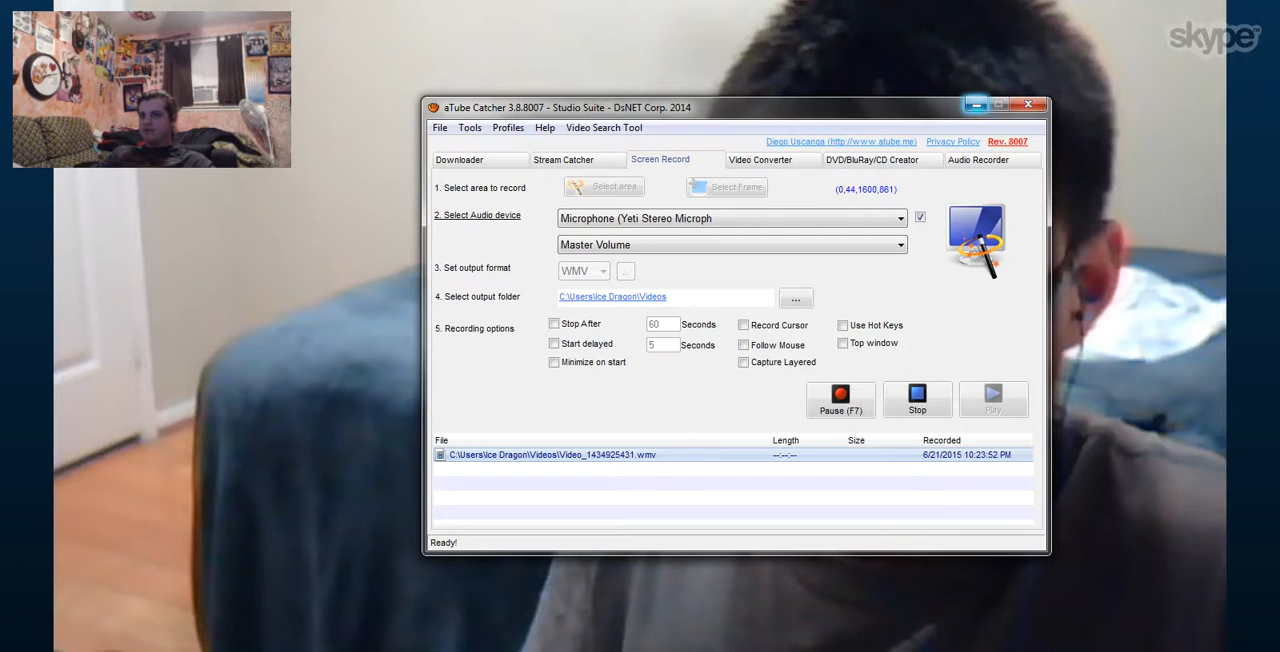 skype
aTube Catcher 3.8.8007 - Studio Suite - DsNET Corp. 2014
File Tools Profiles Help Video Search Tool
Diego Uscanga (http://www.atube.me) Privacy Policy Rev. 8007
Downloader Stream Catcher Screen Record Video Converter DVD/BluRay/CD Creator Audio Recorder
1. Select area to record Select area Select Frame (0,44,1600,861)
2. Select Audio device Microphone (Yeti Stereo Microph
Master Volume
3. Set output format WMV ...
4. Select output folder C:\Users\Ice Dragon\Videos ...
5. Recording options Stop After 60 Seconds Record Cursor Use Hot Keys
Start delayed 5 Seconds Follow Mouse Top window
Minimize on start Capture Layered
Pause (F7) Stop Play
File Length Size Recorded
C:\Users\Ice Dragon\Videos\Video_1434925431.wmv --:--:-- 6/21/2015 10:23:52 PM
Ready!